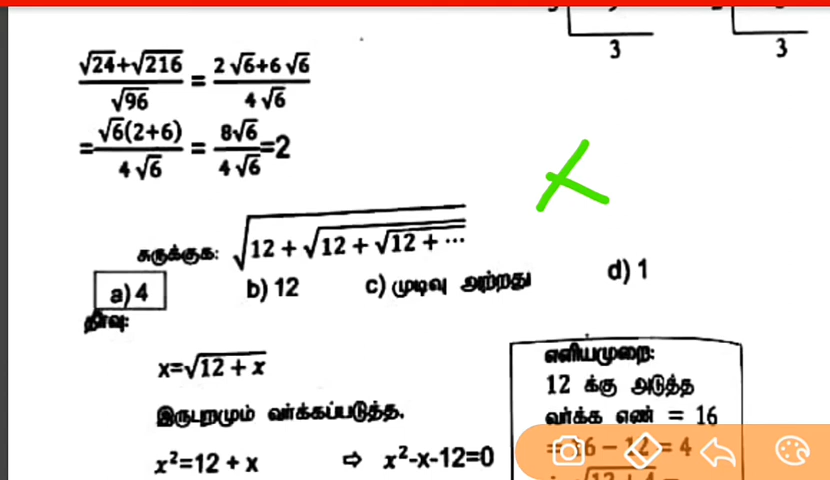 3 3
√24+√216 / √96 = 2√6+6√6 / 4√6
= √6(2+6) / 4√6 = 8√6 / 4√6 =2
சுருக்குக: √12 + √12 + √12 + ⋯
a) 4 b) 12 c) முடிவு அற்றது d) 1
தீர்வு:
x=√12 + x
இருபுறமும் வர்க்கப்படுத்த,
x²=12 + x ⇨ x²-x-12=0
எளியமுறை:
12 க்கு அடுத்த
வர்க்க எண் = 16
= 16 − 12 = 4